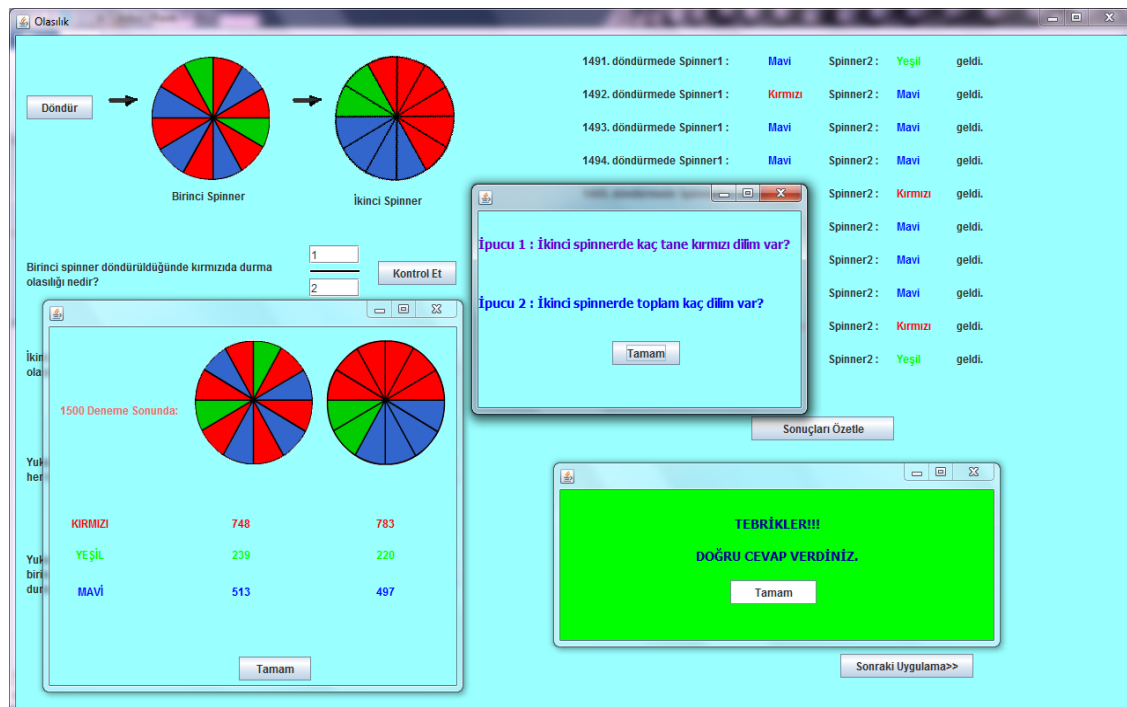 Olasılık
Döndür
Birinci Spinner
İkinci Spinner
1491. döndürmede Spinner1 : Mavi Spinner2 : Yeşil geldi.
1492. döndürmede Spinner1 : Kırmızı Spinner2 : Mavi geldi.
1493. döndürmede Spinner1 : Mavi Spinner2 : Mavi geldi.
1494. döndürmede Spinner1 : Mavi Spinner2 : Mavi geldi.
Spinner2 : Kırmızı geldi.
Spinner2 : Mavi geldi.
Spinner2 : Mavi geldi.
Spinner2 : Mavi geldi.
Spinner2 : Kırmızı geldi.
Spinner2 : Yeşil geldi.
Birinci spinner döndürüldüğünde kırmızıda durma
olasılığı nedir?
1
2
Kontrol Et
İpucu 1 : İkinci spinnerde kaç tane kırmızı dilim var?
İpucu 2 : İkinci spinnerde toplam kaç dilim var?
Tamam
1500 Deneme Sonunda:
KIRMIZI 748 783
YEŞİL 239 220
MAVİ 513 497
Tamam
Sonuçları Özetle
TEBRİKLER!!!
DOĞRU CEVAP VERDİNİZ.
Tamam
Sonraki Uygulama>>